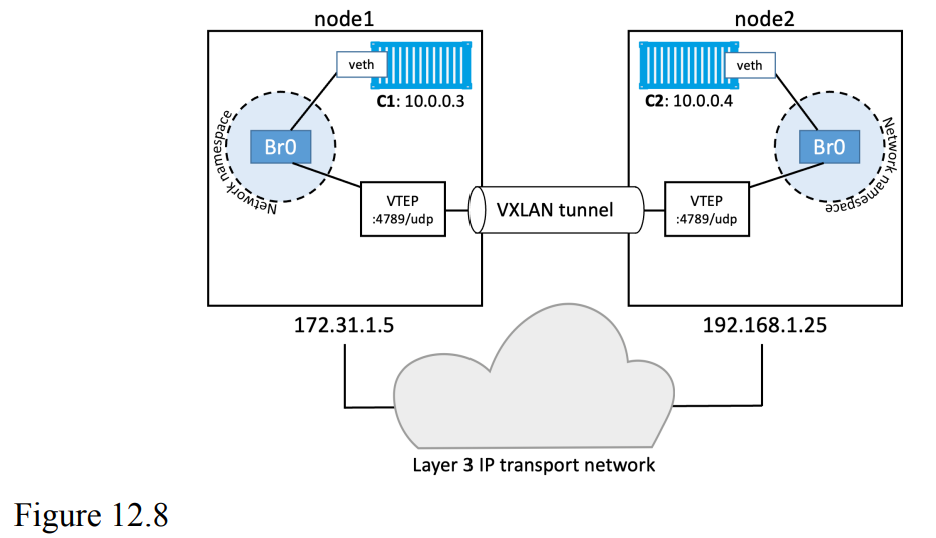 node1
node2
veth
veth
C1: 10.0.0.3
C2: 10.0.0.4
Network namespace
Br0
Br0
Network namespace
VTEP
:4789/udp
VXLAN tunnel
VTEP
:4789/udp
172.31.1.5
192.168.1.25
Layer 3 IP transport network
Figure 12.8